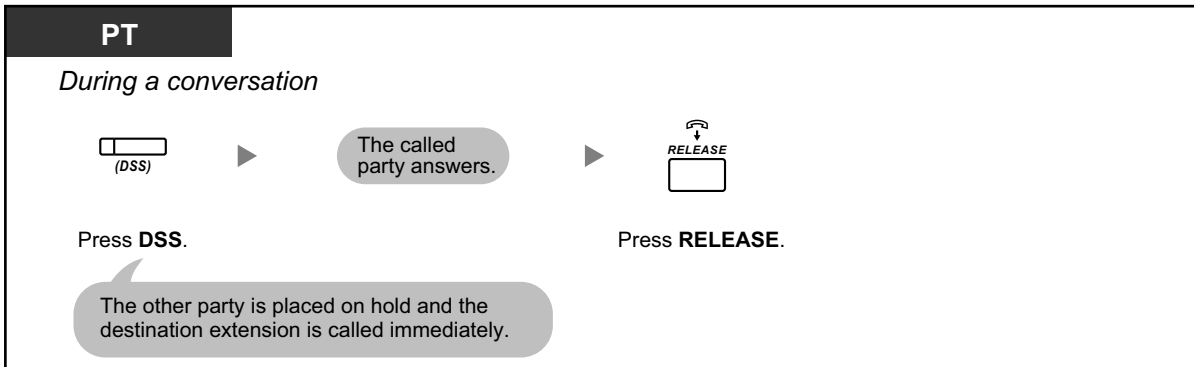 PT
During a conversation
(DSS)
The called
party answers.
RELEASE
Press DSS.
Press RELEASE.
The other party is placed on hold and the
destination extension is called immediately.